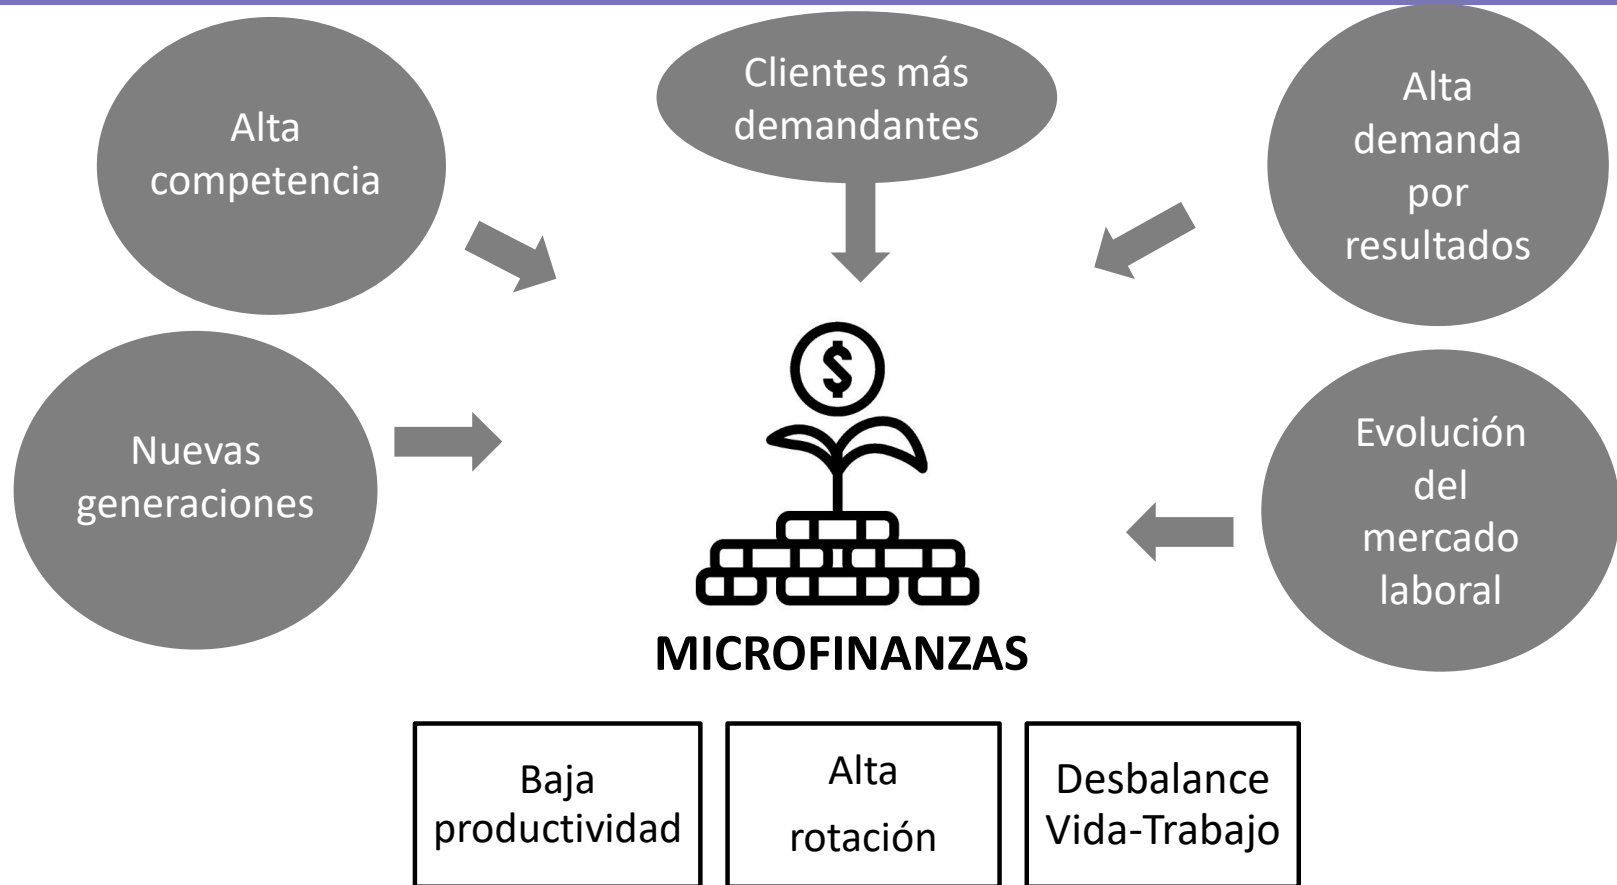 Alta
competencia
Clientes más
demandantes
Alta
demanda
por
resultados
Nuevas
generaciones
$
Evolución
del
mercado
laboral
MICROFINANZAS
Baja
productividad
Alta
rotación
Desbalance
Vida-Trabajo